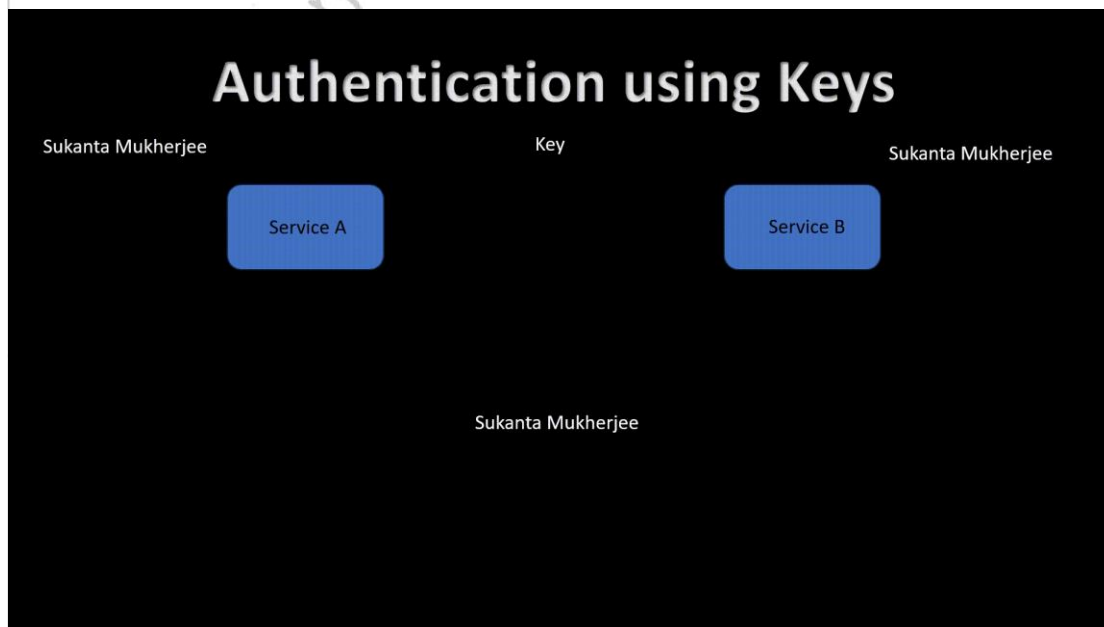 Authentication using Keys
Sukanta Mukherjee
Key
Sukanta Mukherjee
Service A
Service B
Sukanta Mukherjee